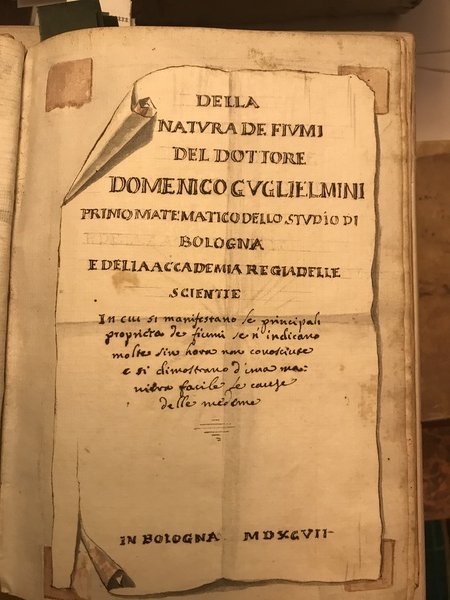 DELLA
NATVRA DE FIVMI
DEL DOTTORE
DOMENICO GVGLIELMINI
PRIMO MATEMATICO DELLO STVDIO DI
BOLOGNA
E DELLA ACCADEMIA REGIA DELLE
SCIENTIE
In cui si manifestano le principali
proprieta de fiumi se n indicano
molte sin hora non conosciute
e si dimostrano d'una ma,
niera facile le cause
delle medeme
IN BOLOGNA MDXCVII